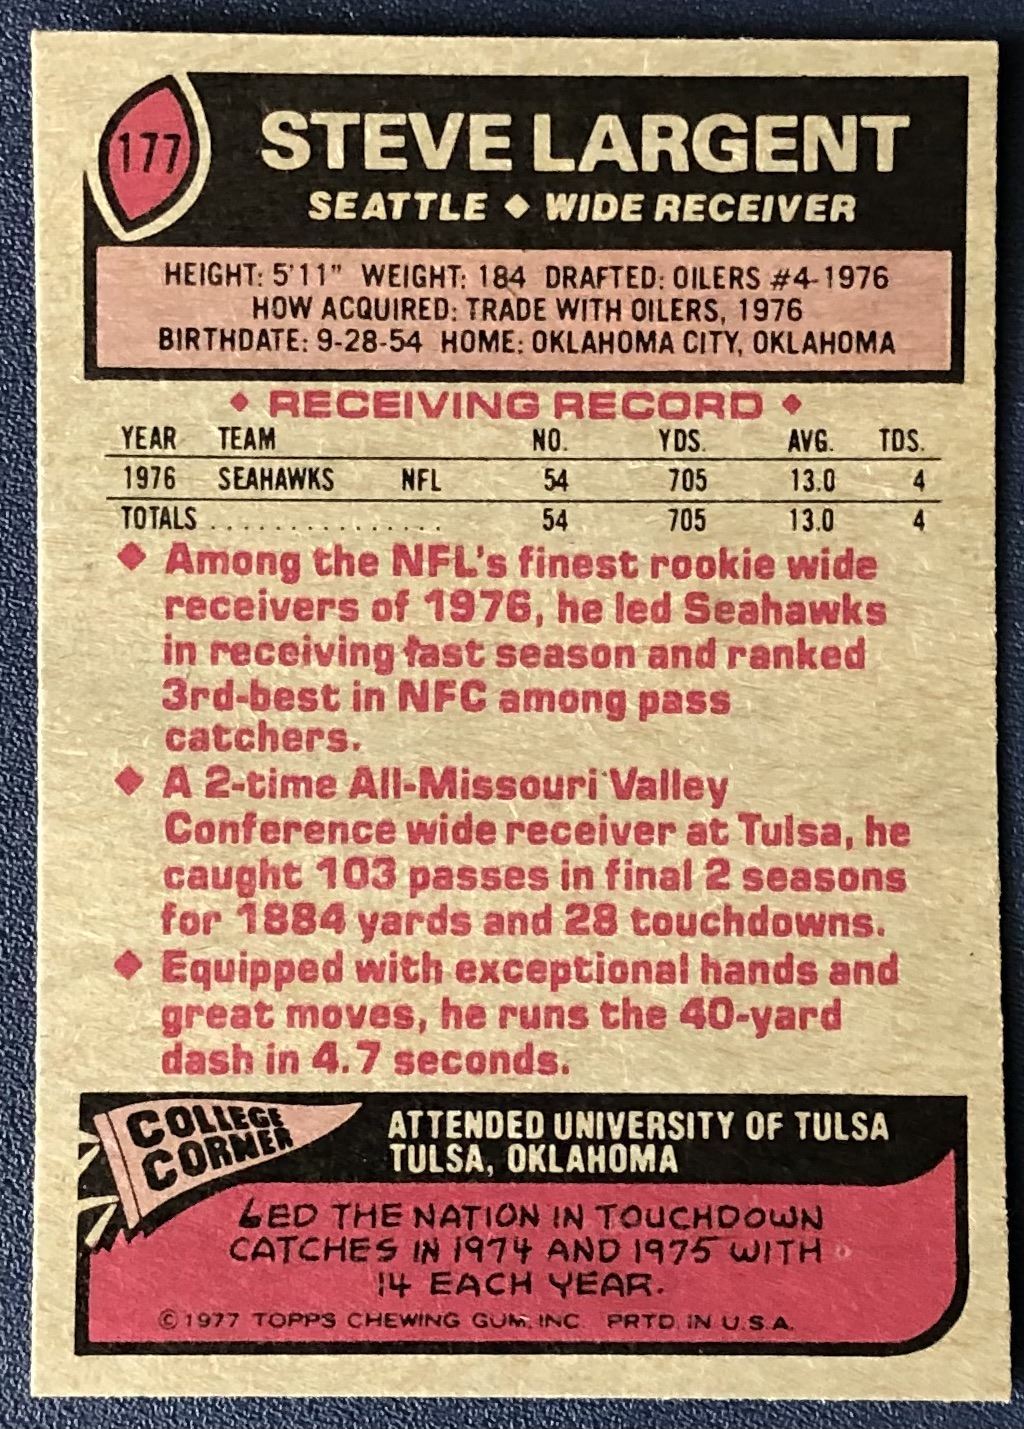 177
STEVE LARGENT
SEATTLE ♦ WIDE RECEIVER
HEIGHT: 5'11" WEIGHT: 184 DRAFTED: OILERS #4-1976
HOW ACQUIRED: TRADE WITH OILERS, 1976
BIRTHDATE: 9-28-54 HOME: OKLAHOMA CITY, OKLAHOMA
♦ RECEIVING RECORD ♦
YEAR TEAM NO. YDS. AVG. TDS.
1976 SEAHAWKS NFL 54 705 13.0 4
TOTALS ................ 54 705 13.0 4
♦ Among the NFL's finest rookie wide
receivers of 1976, he led Seahawks
in receiving last season and ranked
3rd-best in NFC among pass
catchers.
♦ A 2-time All-Missouri Valley
Conference wide receiver at Tulsa, he
caught 103 passes in final 2 seasons
for 1884 yards and 28 touchdowns.
♦ Equipped with exceptional hands and
great moves, he runs the 40-yard
dash in 4.7 seconds.
COLLEGE
CORNER
ATTENDED UNIVERSITY OF TULSA
TULSA, OKLAHOMA
LED THE NATION IN TOUCHDOWN
CATCHES IN 1974 AND 1975 WITH
14 EACH YEAR.
© 1977 TOPPS CHEWING GUM, INC. PRTD. IN U.S.A.